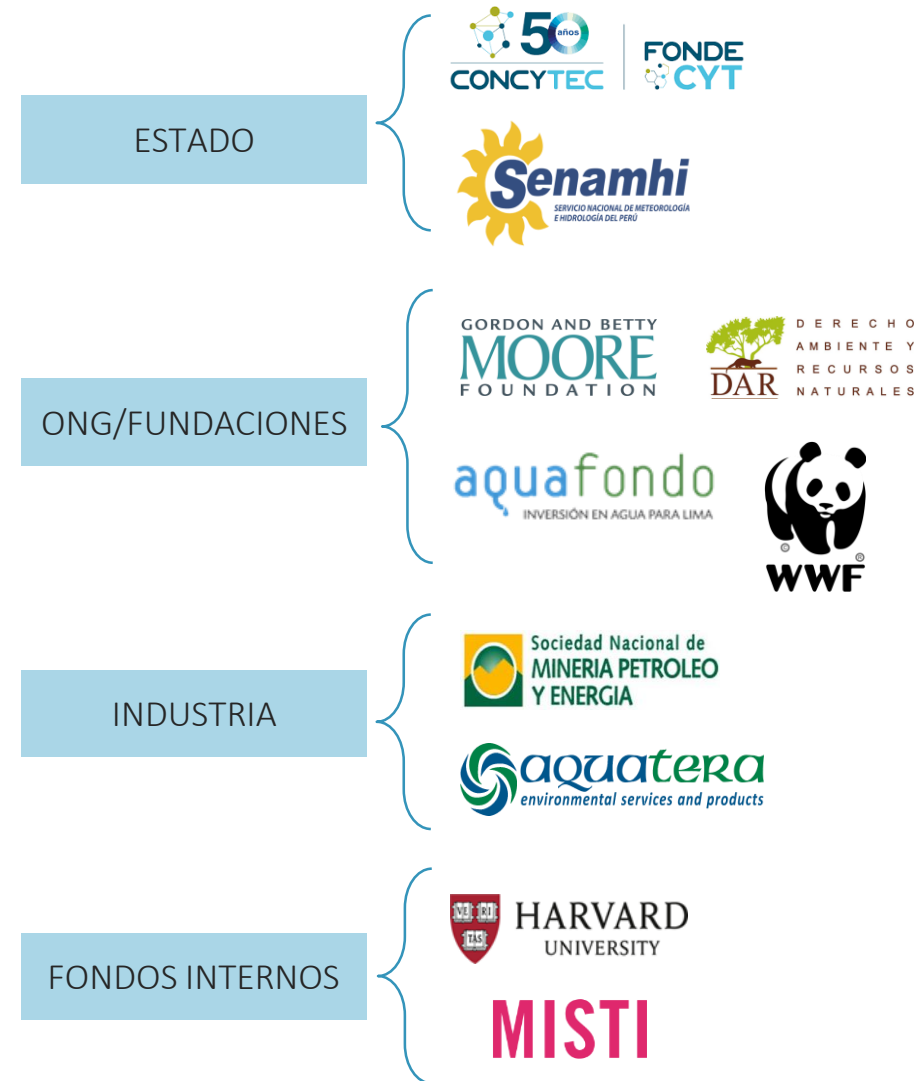 50 años
CONCYTEC
FONDE
CYT
ESTADO
Senamhi
SERVICIO NACIONAL DE METEOROLOGÍA
E HIDROLOGÍA DEL PERÚ
ONG/FUNDACIONES
GORDON AND BETTY
MOORE
FOUNDATION
DAR
DERECHO
AMBIENTE Y
RECURSOS
NATURALES
aquafondo
INVERSIÓN EN AGUA PARA LIMA
©
®
WWF
INDUSTRIA
Sociedad Nacional de
MINERIA PETROLEO
Y ENERGIA
aquatera
environmental services and products
FONDOS INTERNOS
VE RI
TAS
HARVARD
UNIVERSITY
MISTI